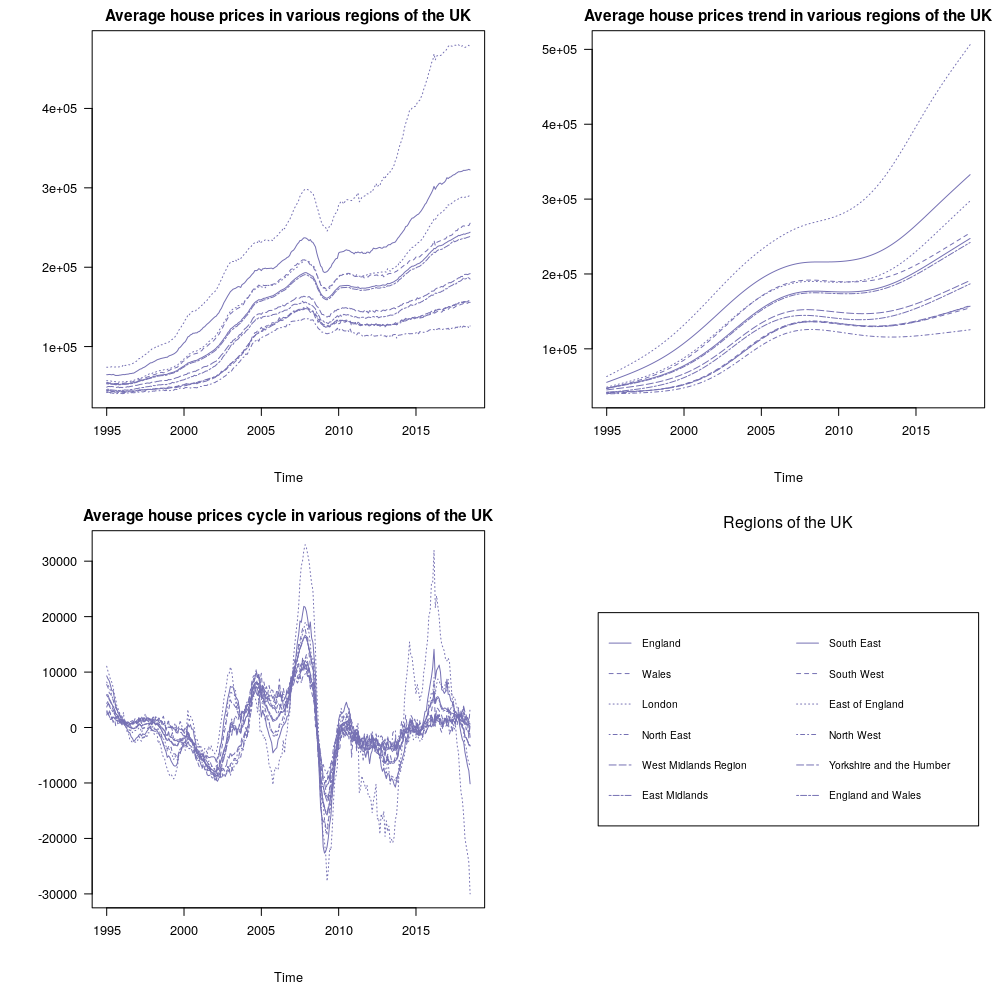 Average house prices in various regions of the UK
4e+05
3e+05
2e+05
1e+05
1995 2000 2005 2010 2015
Time
Average house prices trend in various regions of the UK
5e+05
4e+05
3e+05
2e+05
1e+05
1995 2000 2005 2010 2015
Time
Average house prices cycle in various regions of the UK
30000
20000
10000
0
-10000
-20000
-30000
1995 2000 2005 2010 2015
Time
Regions of the UK
England
Wales
London
North East
West Midlands Region
East Midlands
South East
South West
East of England
North West
Yorkshire and the Humber
England and Wales